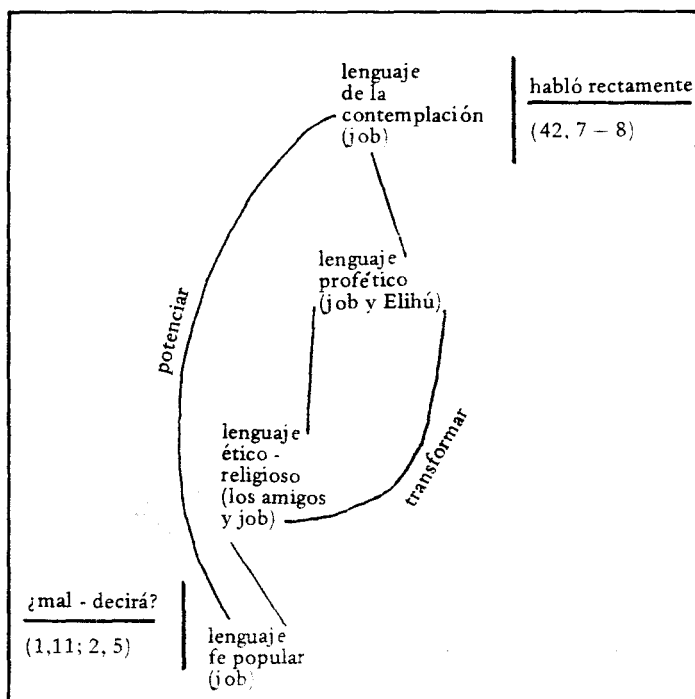 lenguaje
de la
contemplación
(job)
habló rectamente
(42, 7 – 8)
lenguaje
profético
(job y Elihú)
potenciar
transformar
lenguaje
ético -
religioso
(los amigos
y job)
¿mal - decirá?
(1,11; 2, 5)
lenguaje
fe popular
(job)